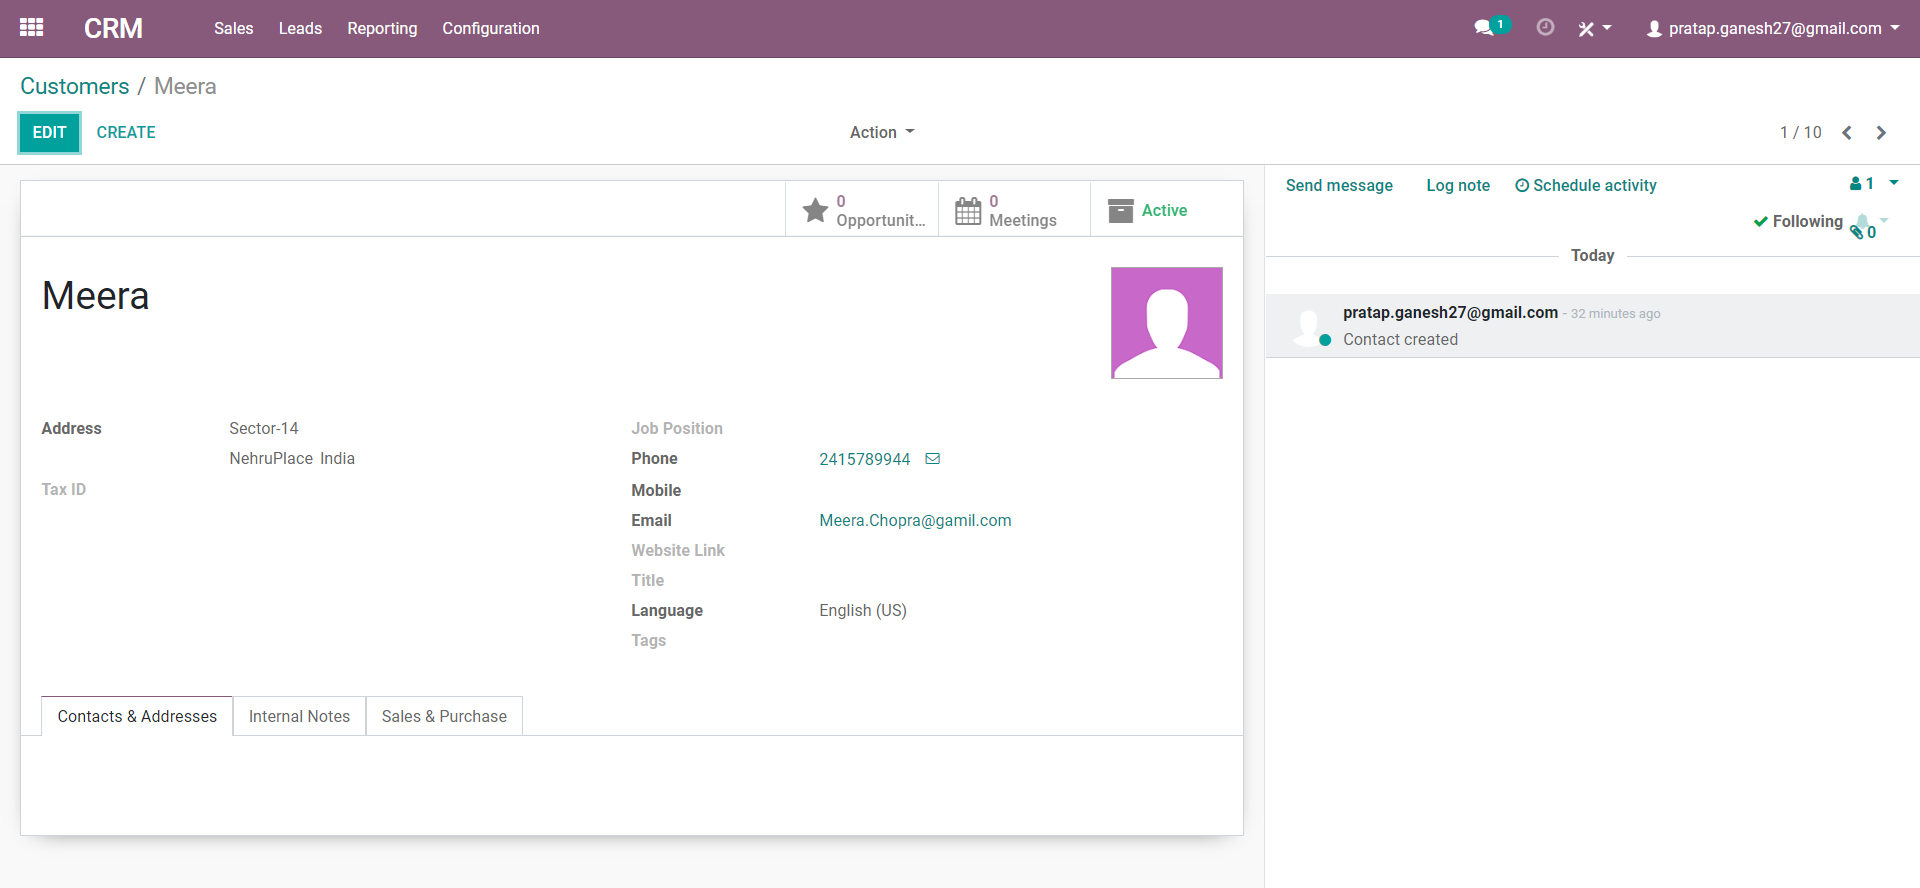 CRM Sales Leads Reporting Configuration 1 pratap.ganesh27@gmail.com
Customers / Meera
EDIT CREATE Action 1 / 10
0 Opportunit...
0 Meetings
Active
Meera
Address Sector-14
NehruPlace India
Tax ID
Job Position
Phone 2415789944
Mobile
Email Meera.Chopra@gamil.com
Website Link
Title
Language English (US)
Tags
Contacts & Addresses Internal Notes Sales & Purchase
Send message Log note Schedule activity 1
Following 0
Today
pratap.ganesh27@gmail.com - 32 minutes ago
Contact created